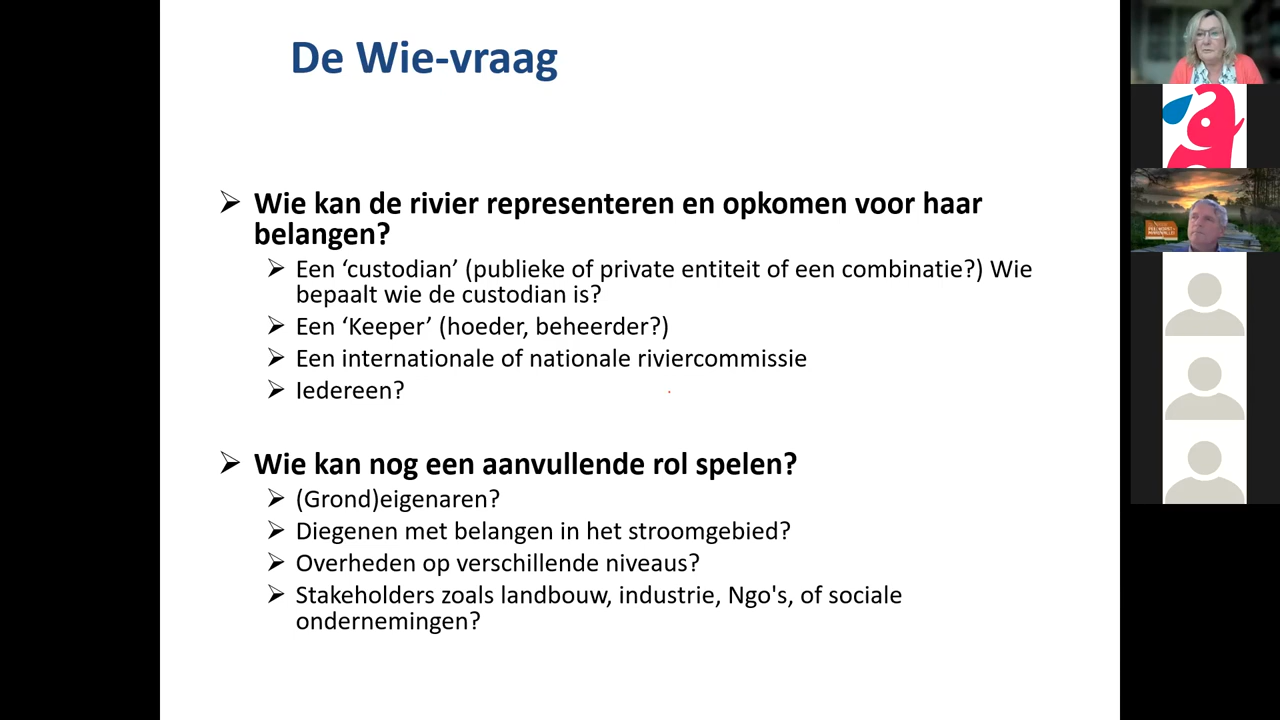 De Wie-vraag
Wie kan de rivier representeren en opkomen voor haar
belangen?
Een ‘custodian’ (publieke of private entiteit of een combinatie?) Wie
bepaalt wie de custodian is?
Een ‘Keeper’ (hoeder, beheerder?)
Een internationale of nationale riviercommissie
Iedereen?
Wie kan nog een aanvullende rol spelen?
(Grond)eigenaren?
Diegenen met belangen in het stroomgebied?
Overheden op verschillende niveaus?
Stakeholders zoals landbouw, industrie, Ngo's, of sociale
ondernemingen?